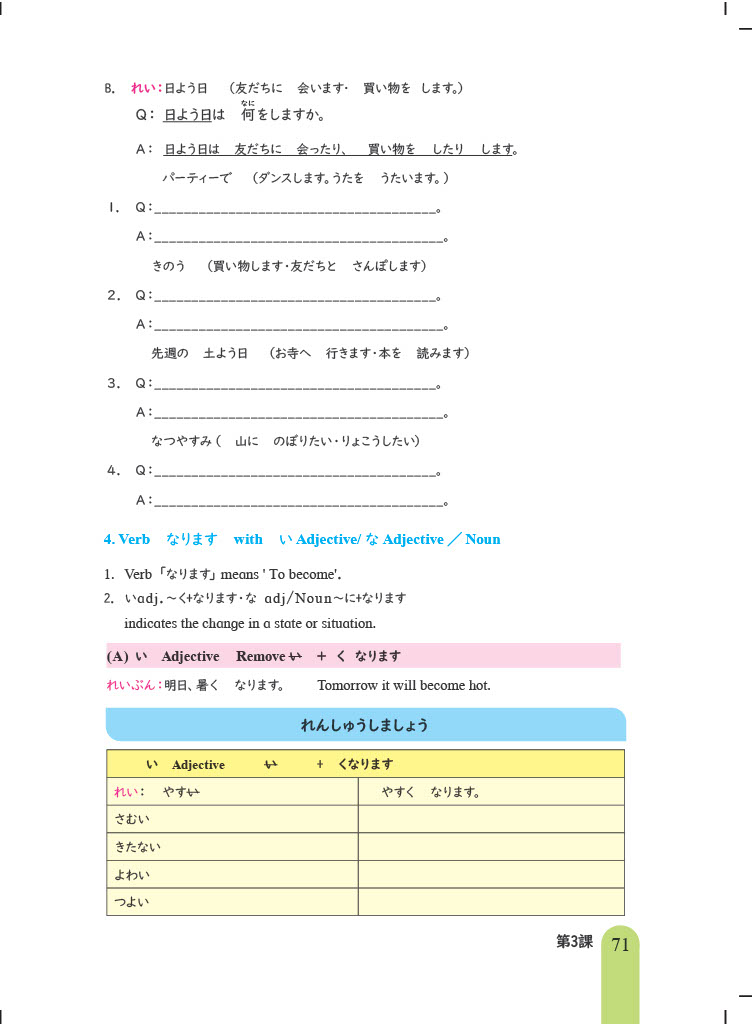 B. れい：日よう日 （友だちに 会います・ 買い物を します。）
なに
Q： 日よう日は 何をしますか。
A： 日よう日は 友だちに 会ったり、 買い物を したり します。
パーティーで （ダンスします。うたを うたいます。）
1. Q：______________________________________。
A：_______________________________________。
きのう （買い物します・友だちと さんぽします）
2. Q：______________________________________。
A：_______________________________________。
先週の 土よう日 （お寺へ 行きます・本を 読みます）
3. Q：______________________________________。
A：_______________________________________。
なつやすみ（ 山に のぼりたい・りょこうしたい）
4. Q：______________________________________。
A：_______________________________________。
4. Verb なります with い Adjective/ な Adjective ／ Noun
1. Verb 「なります」 means ' To become'.
2. いadj. ～く+なります・な adj/Noun～に+なります
indicates the change in a state or situation.
(A) い Adjective Remove い + く なります
れいぶん：明日、暑く なります。 Tomorrow it will become hot.
れんしゅうしましょう
い Adjective い + くなります
れい： やすい やすく なります。
さむい
きたない
よわい
つよい
第3課 71